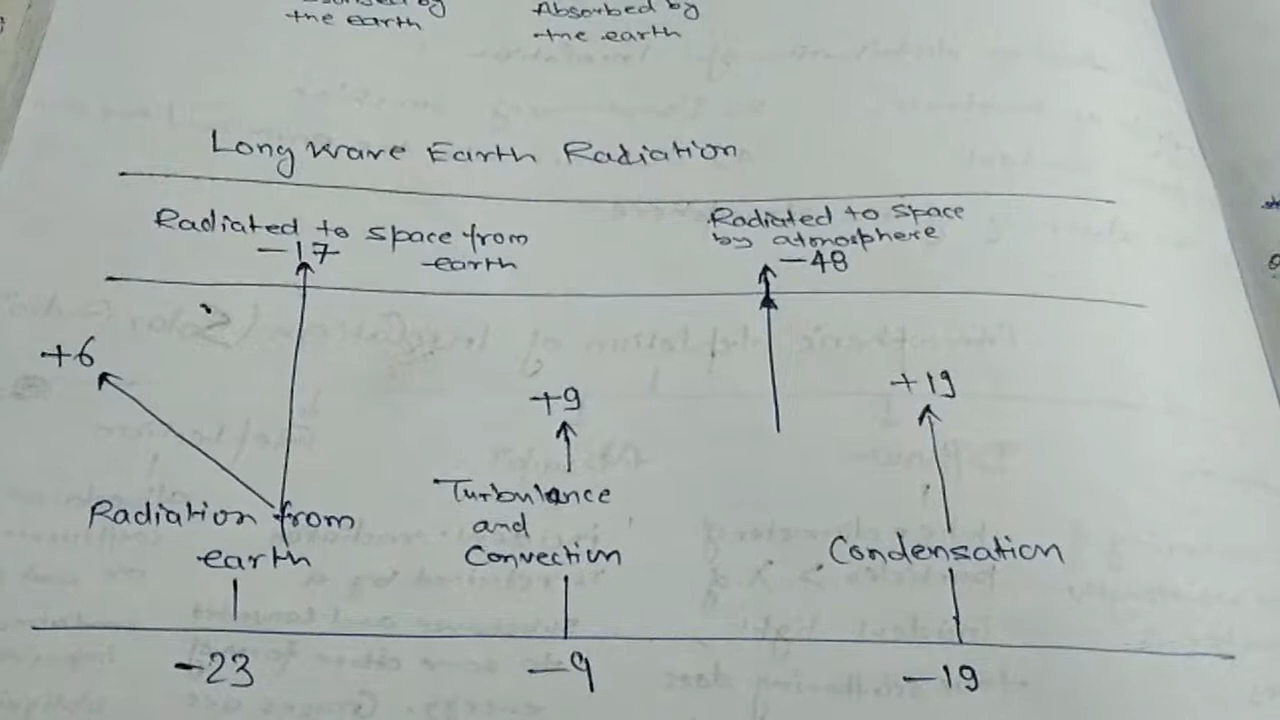 the earth
Absorbed by
the earth
Long wave Earth Radiation
Radiated to space from
earth
-17
Radiated to space
by atmosphere
-48
+6
+9
+19
Radiation from
earth
Turbulance
and
Convection
Condensation
-23
-9
-19